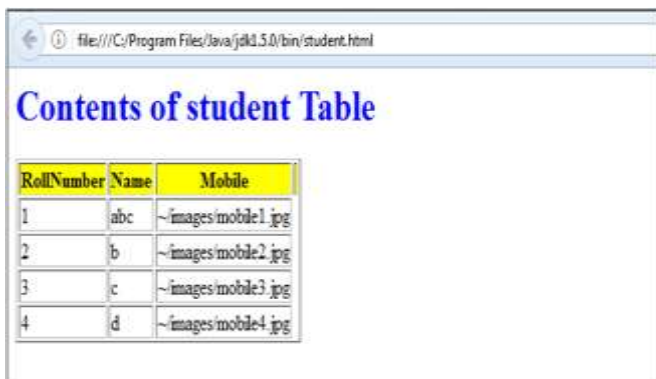 file:///C:/Program Files/Java/jdk1.5.0/bin/student.html
Contents of student Table
RollNumber Name Mobile
1 abc ~/images/mobile1.jpg
2 b ~/images/mobile2.jpg
3 c ~/images/mobile3.jpg
4 d ~/images/mobile4.jpg